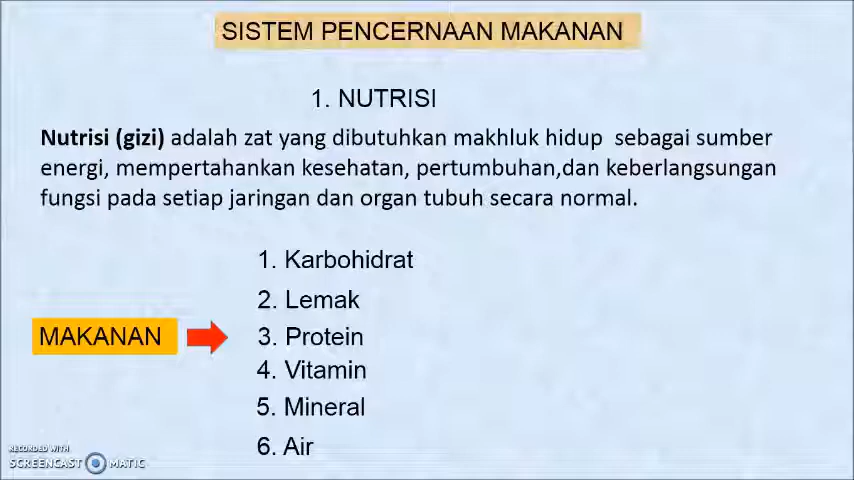 SISTEM PENCERNAAN MAKANAN
1. NUTRISI
Nutrisi (gizi) adalah zat yang dibutuhkan makhluk hidup sebagai sumber
energi, mempertahankan kesehatan, pertumbuhan,dan keberlangsungan
fungsi pada setiap jaringan dan organ tubuh secara normal.
1. Karbohidrat
2. Lemak
MAKANAN
3. Protein
4. Vitamin
5. Mineral
6. Air
RECORDED WITH
SCREENCAST MATIC